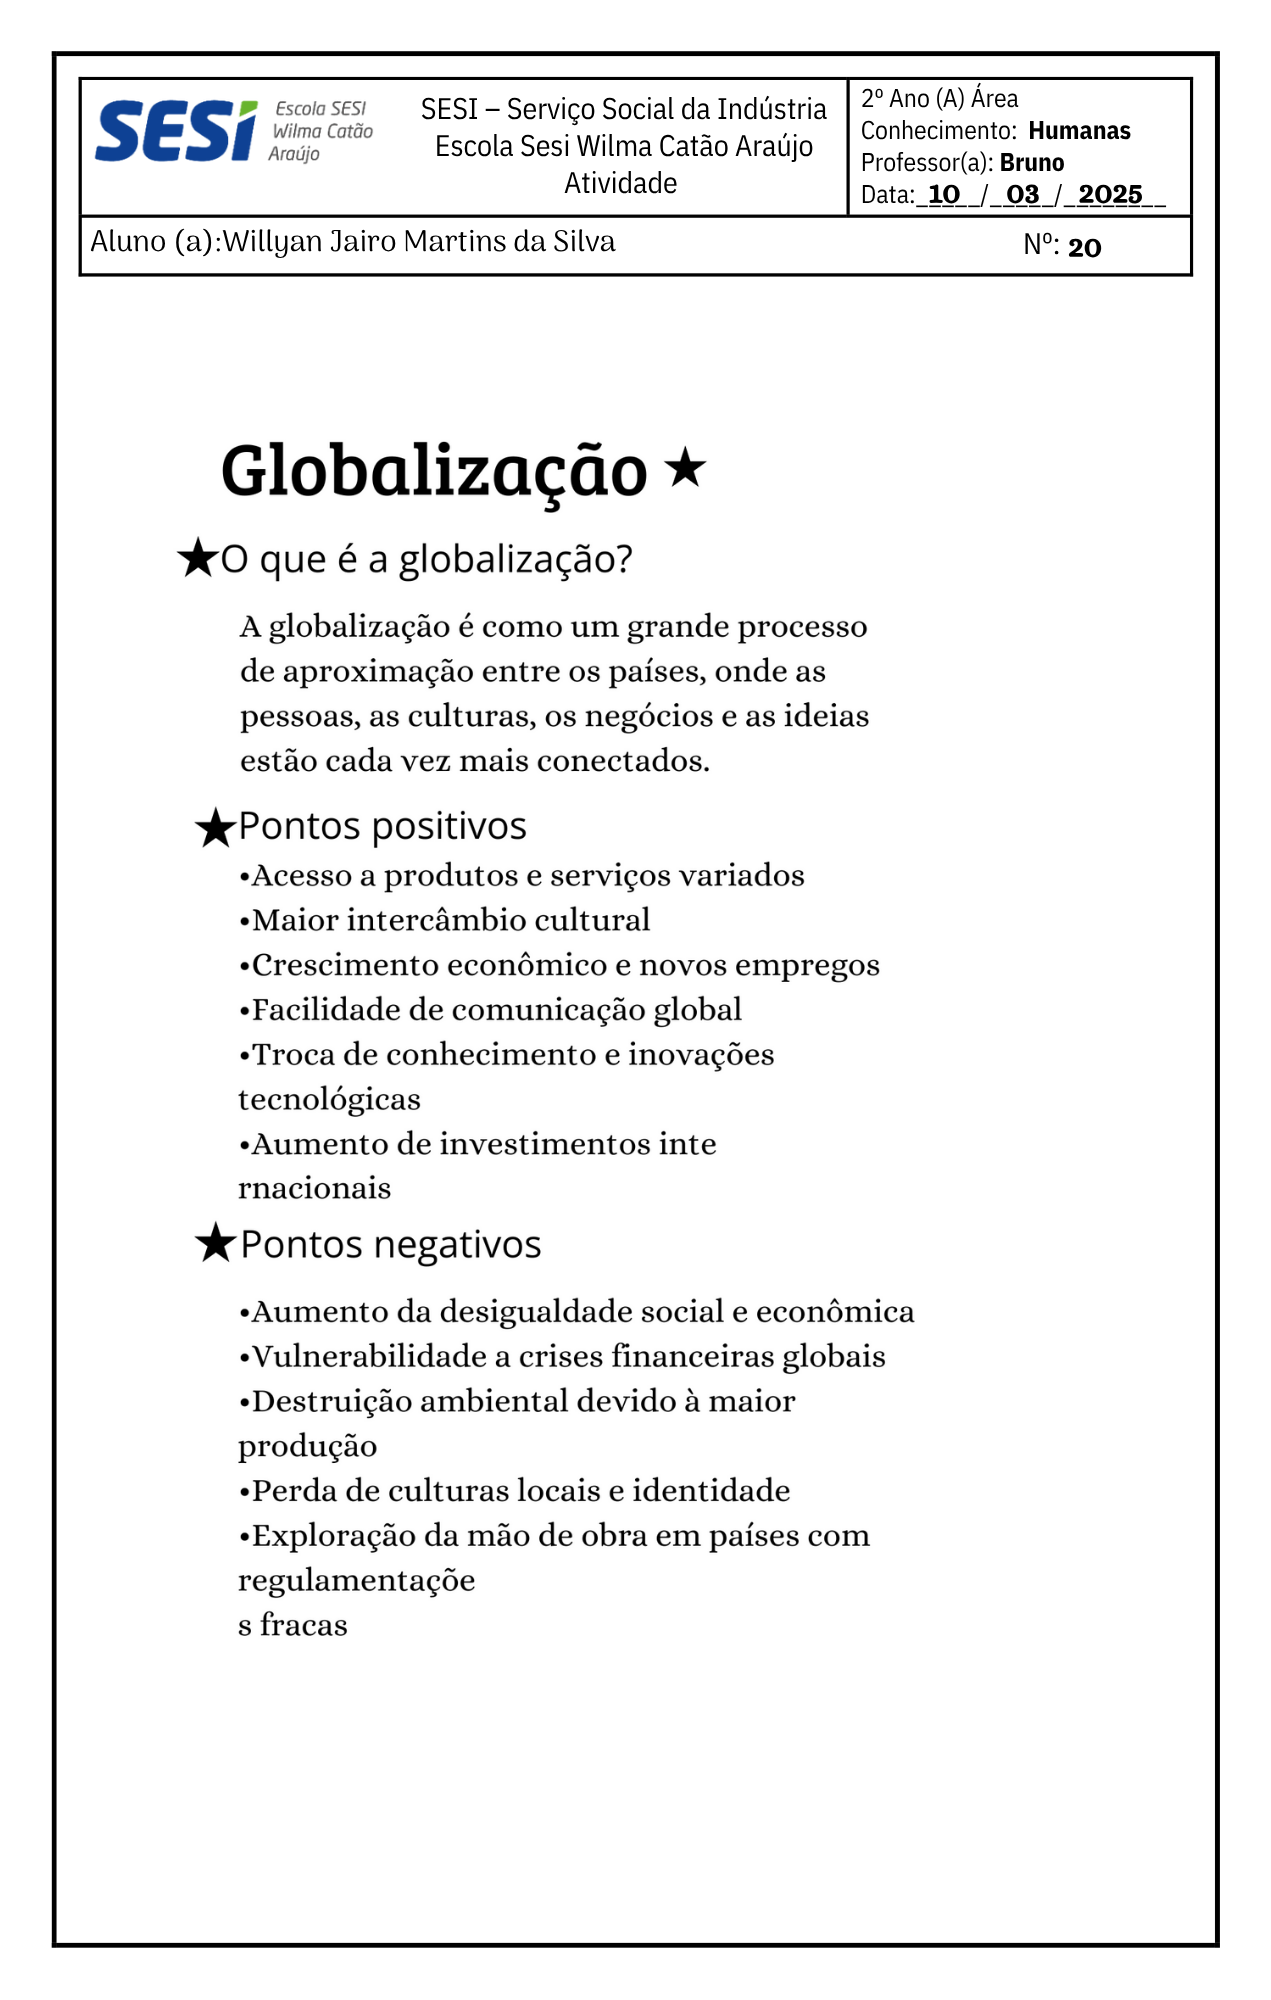 SESI
Escola SESI
Wilma Catão
Araújo
SESI – Serviço Social da Indústria
Escola Sesi Wilma Catão Araújo
Atividade
2º Ano (A) Área
Conhecimento: Humanas
Professor(a): Bruno
Data:_10_/_03_/_2025_
Aluno (a):Willyan Jairo Martins da Silva
Nº: 20
Globalização ★
★O que é a globalização?
A globalização é como um grande processo
de aproximação entre os países, onde as
pessoas, as culturas, os negócios e as ideias
estão cada vez mais conectados.
★Pontos positivos
•Acesso a produtos e serviços variados
•Maior intercâmbio cultural
•Crescimento econômico e novos empregos
•Facilidade de comunicação global
•Troca de conhecimento e inovações
tecnológicas
•Aumento de investimentos inte
rnacionais
★Pontos negativos
•Aumento da desigualdade social e econômica
•Vulnerabilidade a crises financeiras globais
•Destruição ambiental devido à maior
produção
•Perda de culturas locais e identidade
•Exploração da mão de obra em países com
regulamentaçõe
s fracas